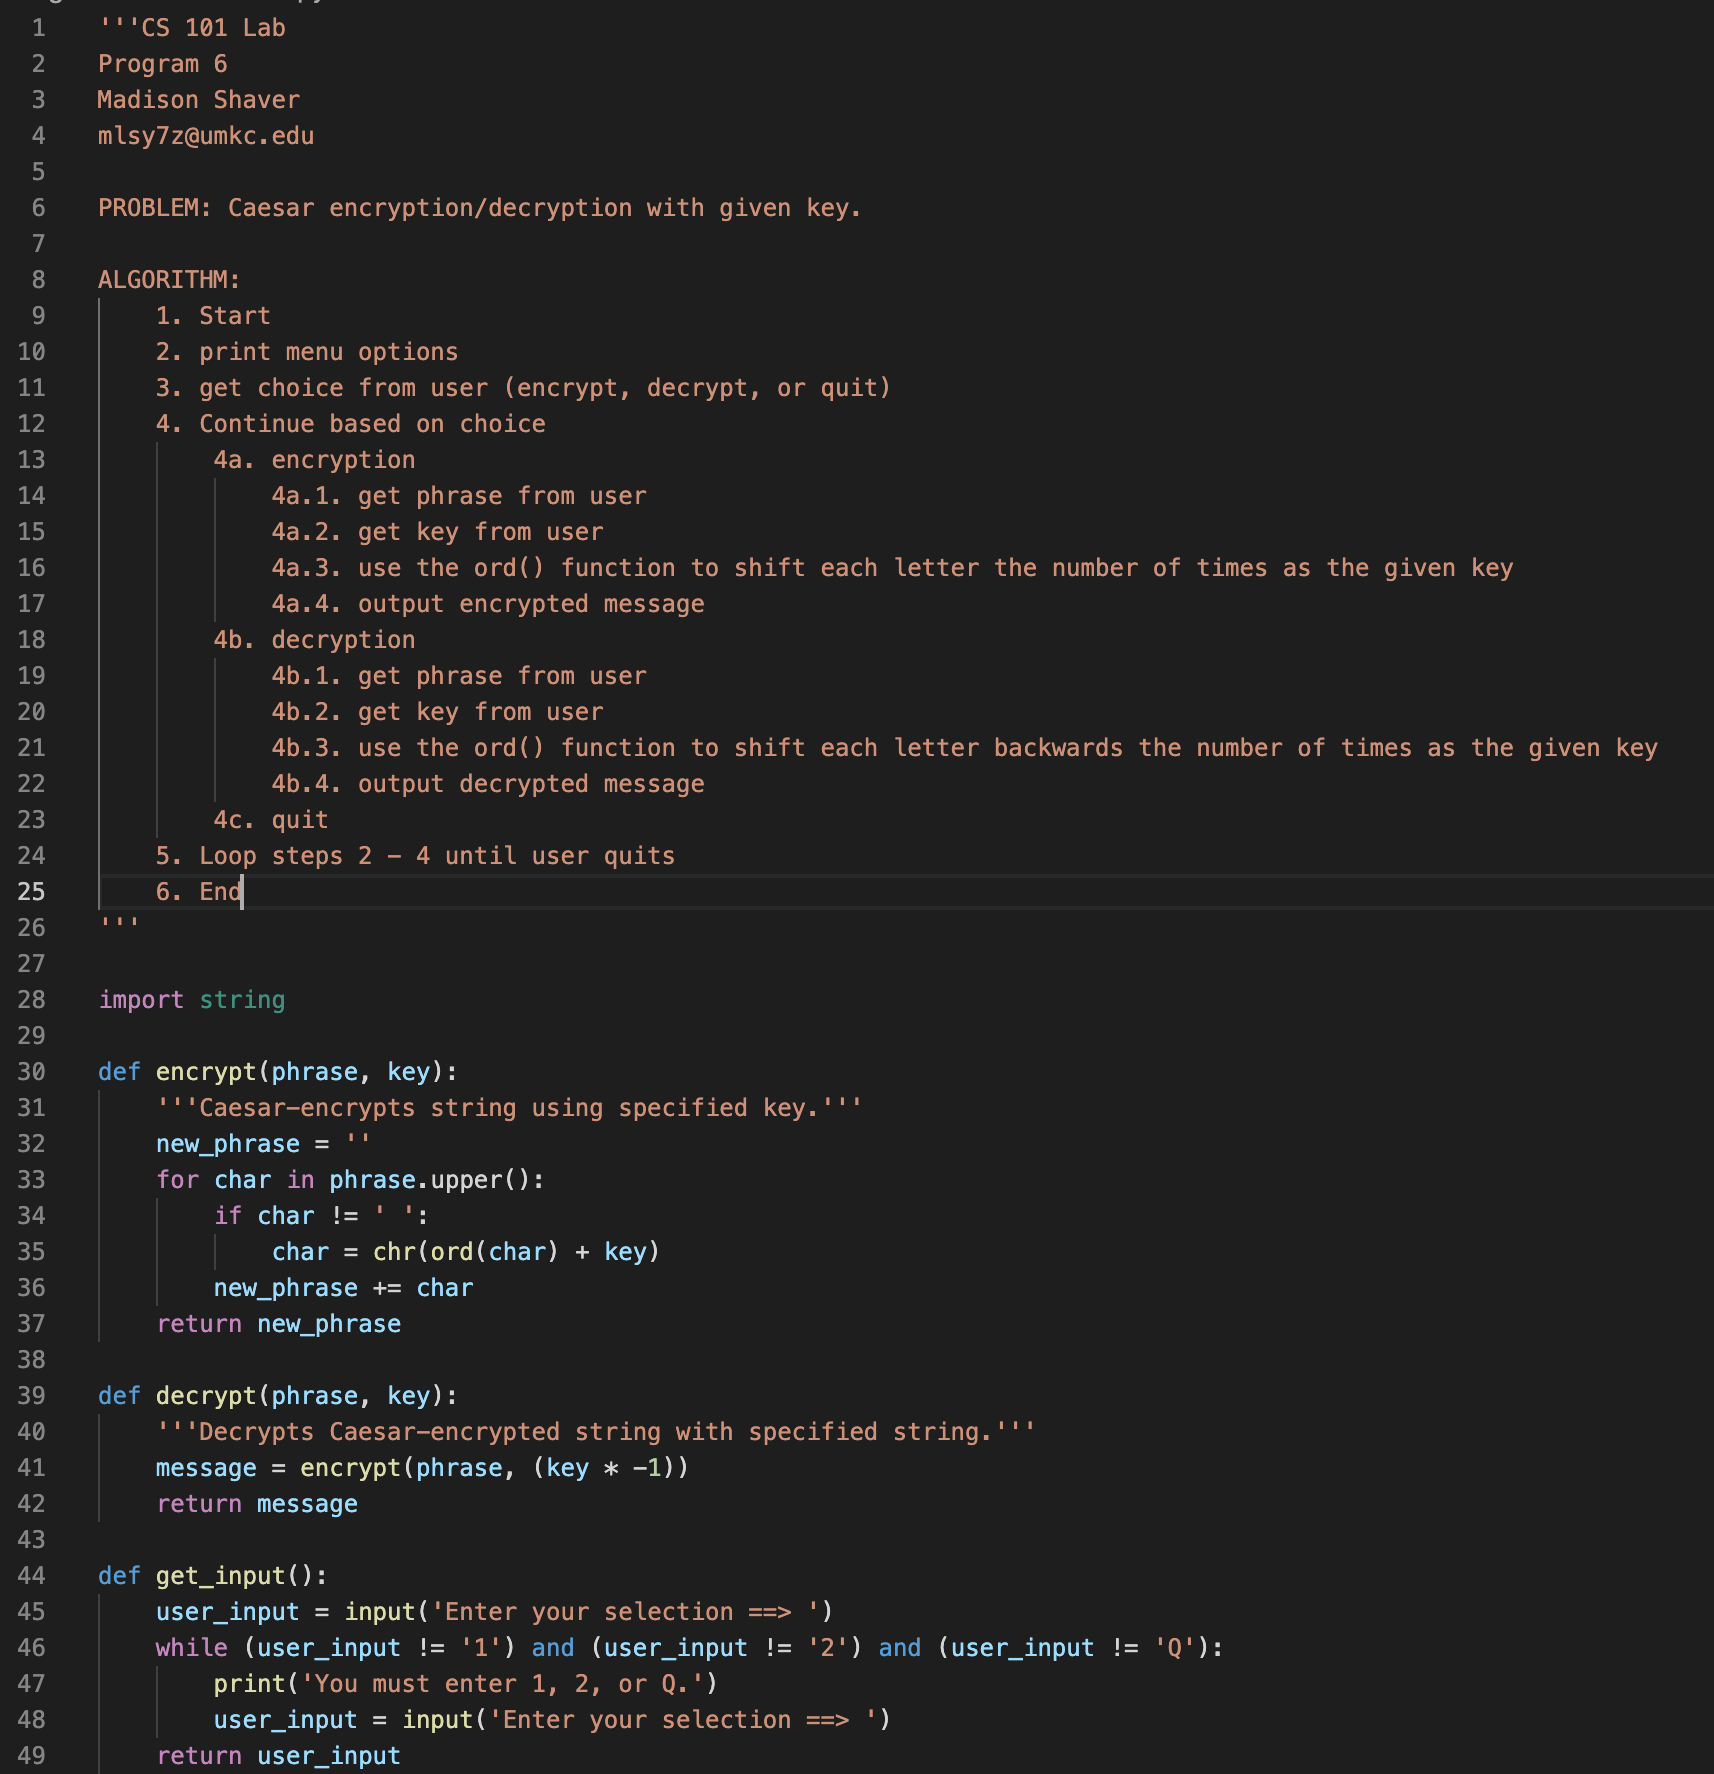 1 '''CS 101 Lab
2 Program 6
3 Madison Shaver
4 mlsy7z@umkc.edu
5
6 PROBLEM: Caesar encryption/decryption with given key.
7
8 ALGORITHM:
9     1. Start
10     2. print menu options
11     3. get choice from user (encrypt, decrypt, or quit)
12     4. Continue based on choice
13         4a. encryption
14             4a.1. get phrase from user
15             4a.2. get key from user
16             4a.3. use the ord() function to shift each letter the number of times as the given key
17             4a.4. output encrypted message
18         4b. decryption
19             4b.1. get phrase from user
20             4b.2. get key from user
21             4b.3. use the ord() function to shift each letter backwards the number of times as the given key
22             4b.4. output decrypted message
23         4c. quit
24     5. Loop steps 2 - 4 until user quits
25     6. End
26 '''
27
28 import string
29
30 def encrypt(phrase, key):
31     '''Caesar-encrypts string using specified key.'''
32     new_phrase = ''
33     for char in phrase.upper():
34         if char != ' ':
35             char = chr(ord(char) + key)
36         new_phrase += char
37     return new_phrase
38
39 def decrypt(phrase, key):
40     '''Decrypts Caesar-encrypted string with specified string.'''
41     message = encrypt(phrase, (key * -1))
42     return message
43
44 def get_input():
45     user_input = input('Enter your selection ==> ')
46     while (user_input != '1') and (user_input != '2') and (user_input != 'Q'):
47         print('You must enter 1, 2, or Q.')
48         user_input = input('Enter your selection ==> ')
49     return user_input